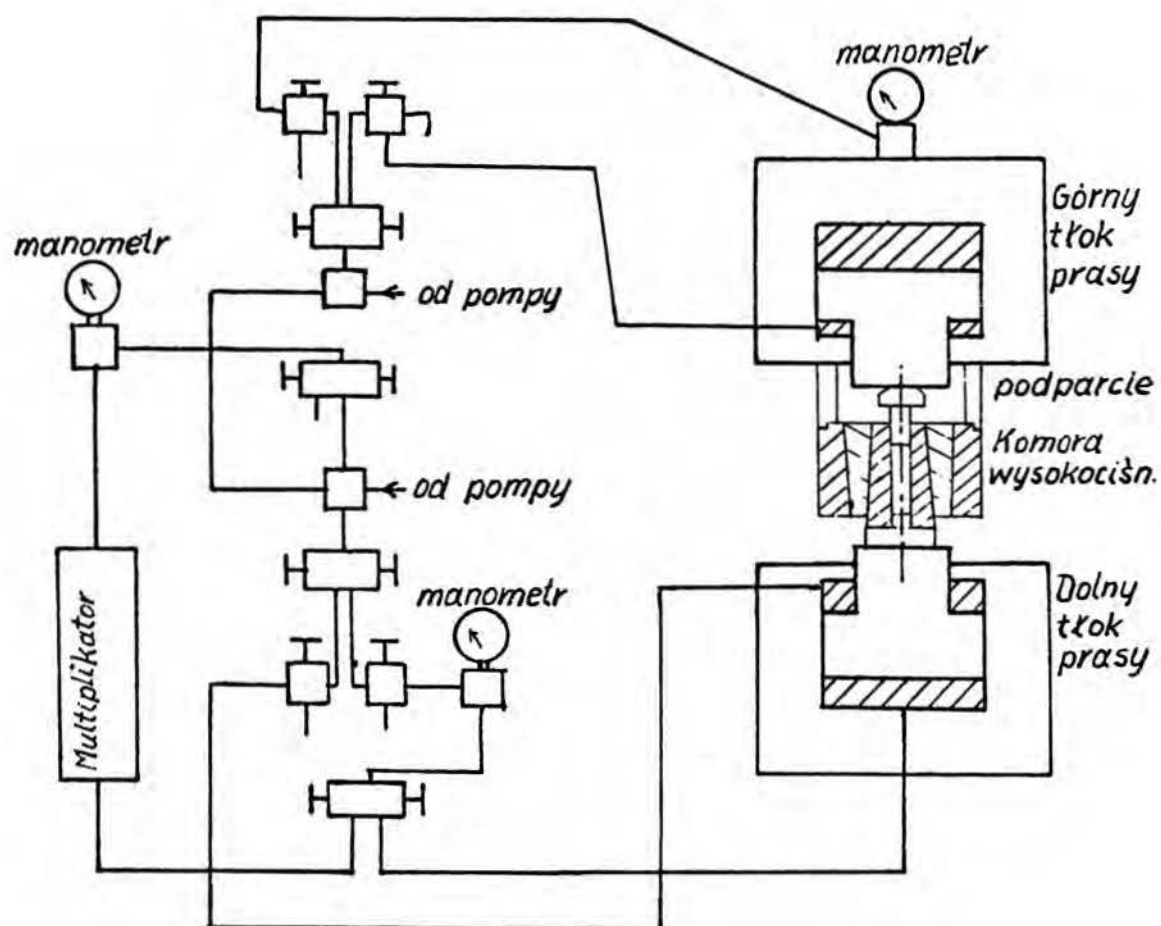 manometr
Górny
tłok
prasy
manometr
od pompy
podparcie
Komora
wysokociśn.
od pompy
manometr
Dolny
tłok
prasy
Multiplikator